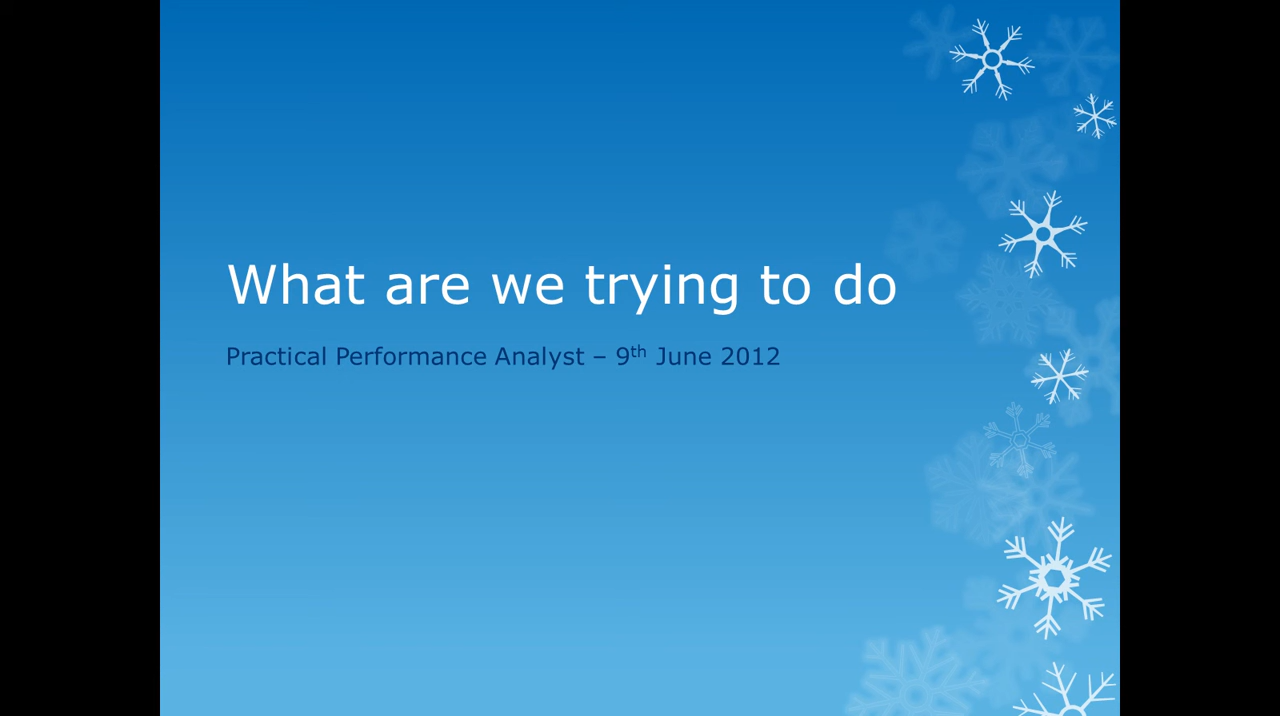 What are we trying to do
Practical Performance Analyst – 9th June 2012